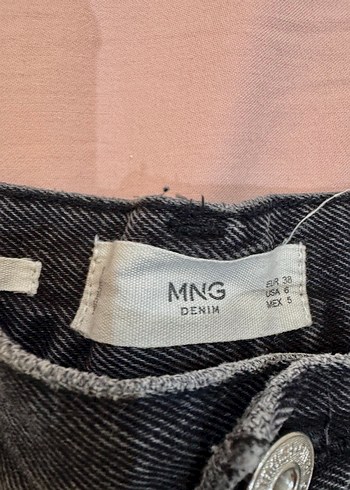 MNG
DENIM
EUR 38
USA 6
MEX 5